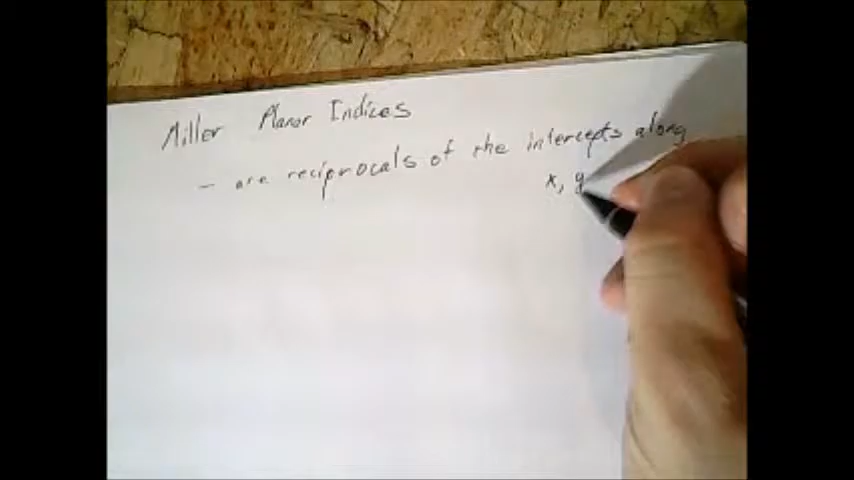 Miller Planar Indices
- are reciprocals of the intercepts along
x, y